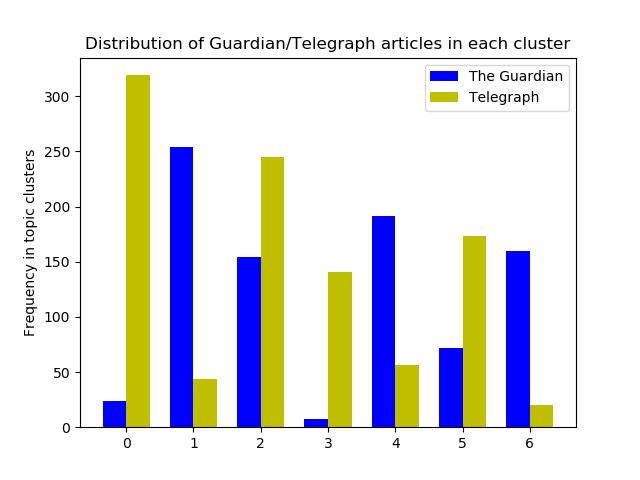 Distribution of Guardian/Telegraph articles in each cluster
The Guardian
Telegraph
Frequency in topic clusters
300
250
200
150
100
50
0
0 1 2 3 4 5 6